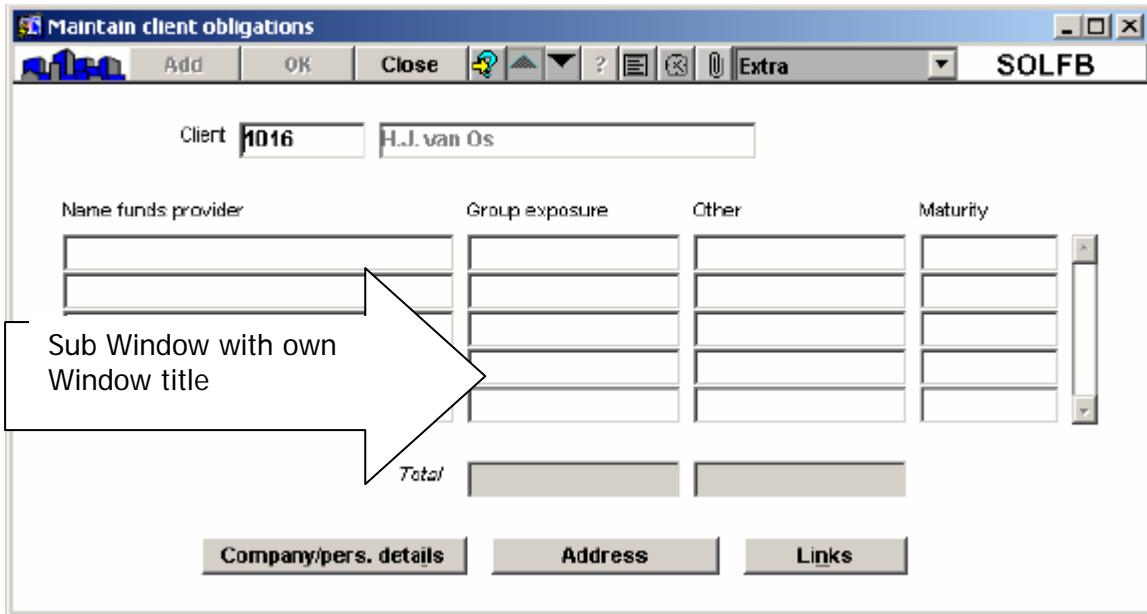 Maintain client obligations
Add OK Close ? Extra SOLFB
Client 1016 H.J. van Os
Name funds provider Group exposure Other Maturity
Sub Window with own
Window title
Total
Company/pers. details Address Links